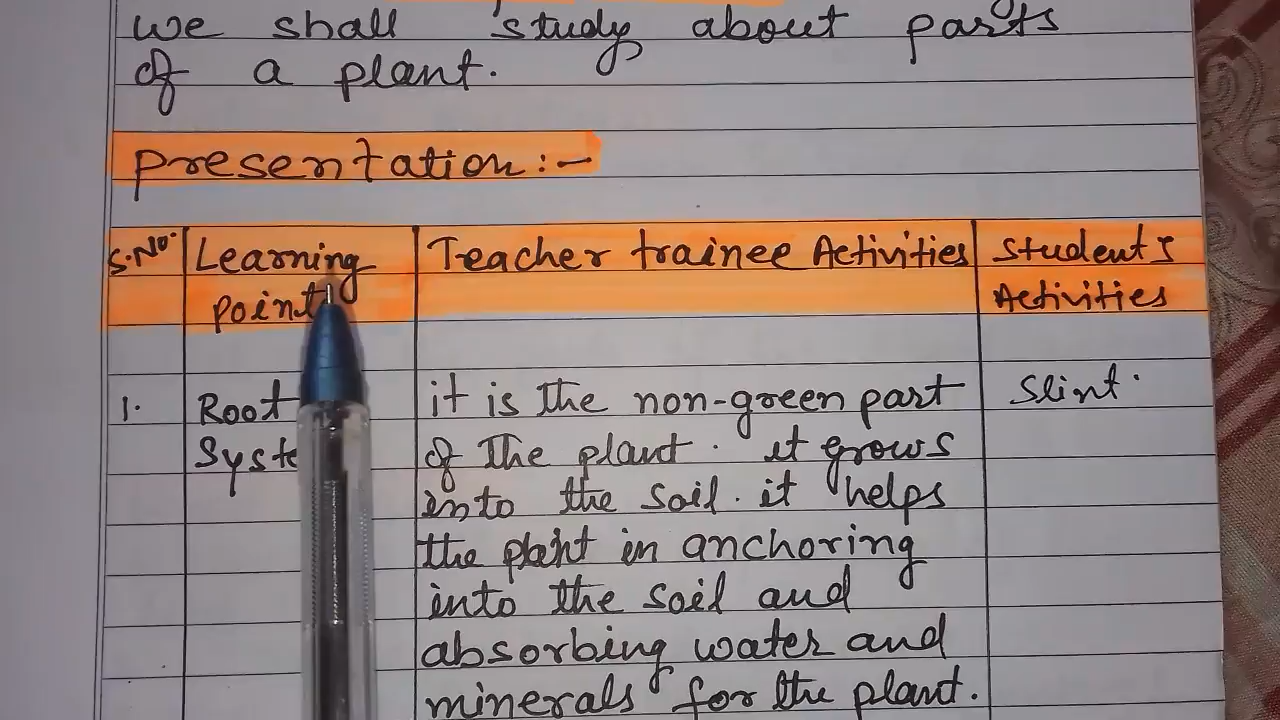 we shall study about parts
of a plant.
Presentation:-
S.No. Learning Teacher trainee Activities Student's
point Activities
1. Root it is the non-green part Slint.
Syste of the plant. it grows
into the soil. it helps
the plant in anchoring
into the soil and
absorbing water and
minerals for the plant.